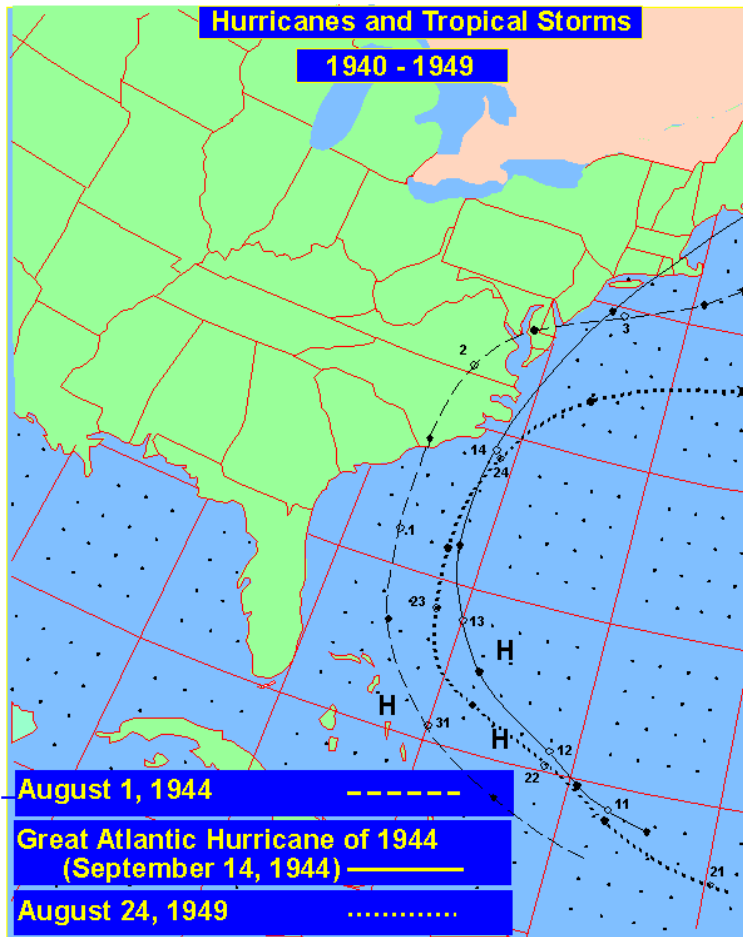 Hurricanes and Tropical Storms
1940 - 1949
3
2
14
24
1
23
13
H
H
31
H
12
22
11
21
August 1, 1944
Great Atlantic Hurricane of 1944
(September 14, 1944)
August 24, 1949